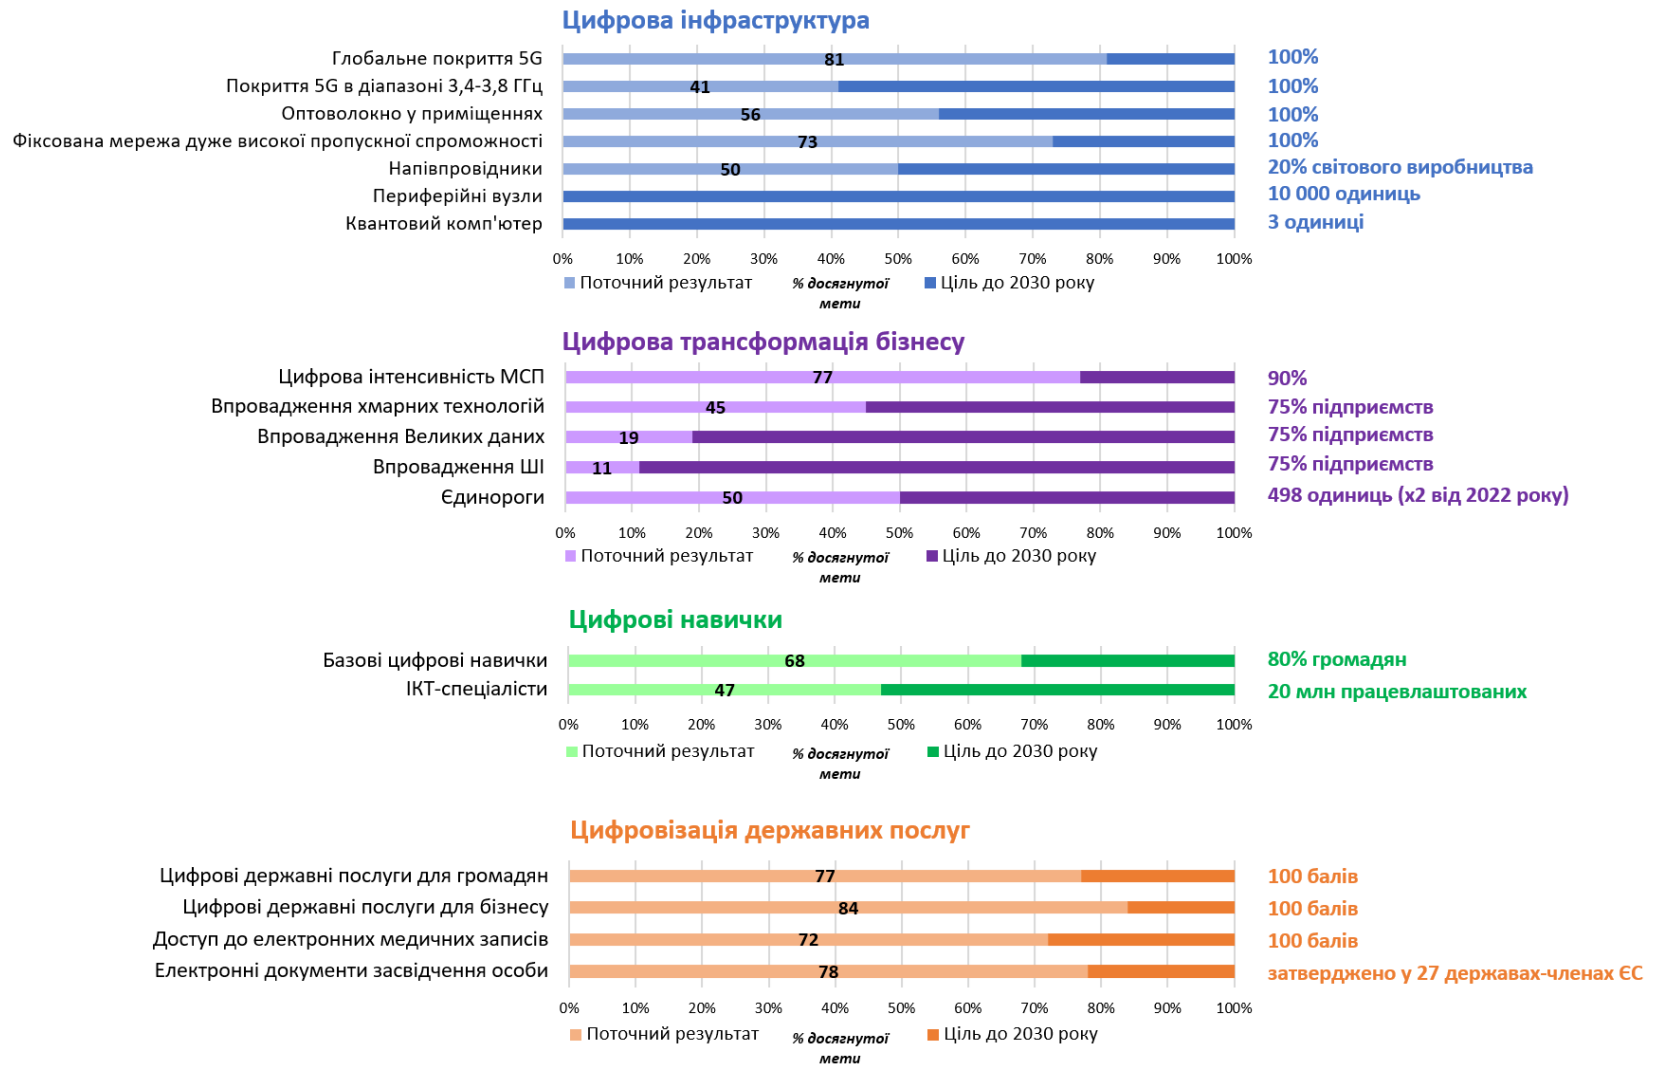 Цифрова інфраструктура
Глобальне покриття 5G 81 100%
Покриття 5G в діапазоні 3,4-3,8 ГГц 41 100%
Оптоволокно у приміщеннях 56 100%
Фіксована мережа дуже високої пропускної спроможності 73 100%
Напівпровідники 50 20% світового виробництва
Периферійні вузли 10 000 одиниць
Квантовий комп'ютер 3 одиниці
0% 10% 20% 30% 40% 50% 60% 70% 80% 90% 100%
Поточний результат % досягнутої Ціль до 2030 року
мети
Цифрова трансформація бізнесу
Цифрова інтенсивність МСП 77 90%
Впровадження хмарних технологій 45 75% підприємств
Впровадження Великих даних 19 75% підприємств
Впровадження ШІ 11 75% підприємств
Єдинороги 50 498 одиниць (x2 від 2022 року)
0% 10% 20% 30% 40% 50% 60% 70% 80% 90% 100%
Поточний результат % досягнутої Ціль до 2030 року
мети
Цифрові навички
Базові цифрові навички 68 80% громадян
ІКТ-спеціалісти 47 20 млн працевлаштованих
0% 10% 20% 30% 40% 50% 60% 70% 80% 90% 100%
Поточний результат % досягнутої Ціль до 2030 року
мети
Цифровізація державних послуг
Цифрові державні послуги для громадян 77 100 балів
Цифрові державні послуги для бізнесу 84 100 балів
Доступ до електронних медичних записів 72 100 балів
Електронні документи засвідчення особи 78 затверджено у 27 державах-членах ЄС
0% 10% 20% 30% 40% 50% 60% 70% 80% 90% 100%
Поточний результат % досягнутої Ціль до 2030 року
мети